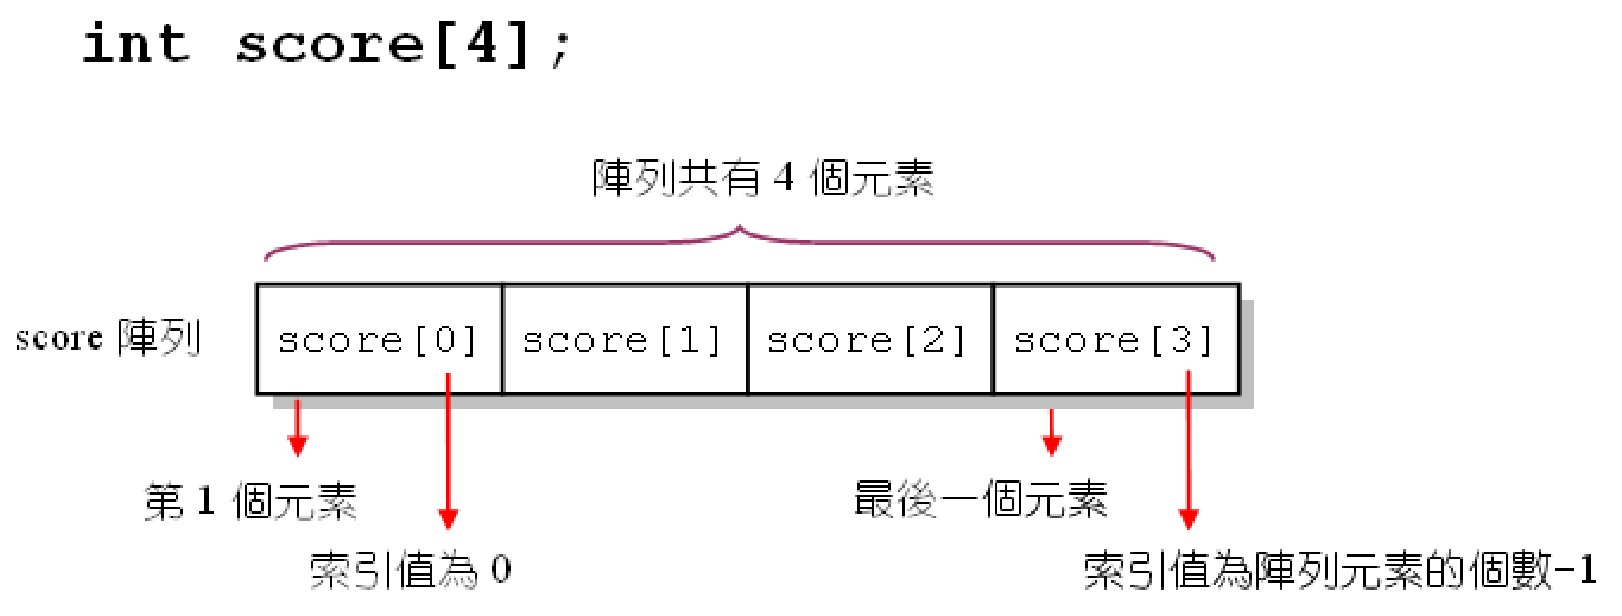 int score[4];
陣列共有 4 個元素
score 陣列 score[0] score[1] score[2] score[3]
第 1 個元素 最後一個元素
索引值為 0 索引值為陣列元素的個數-1